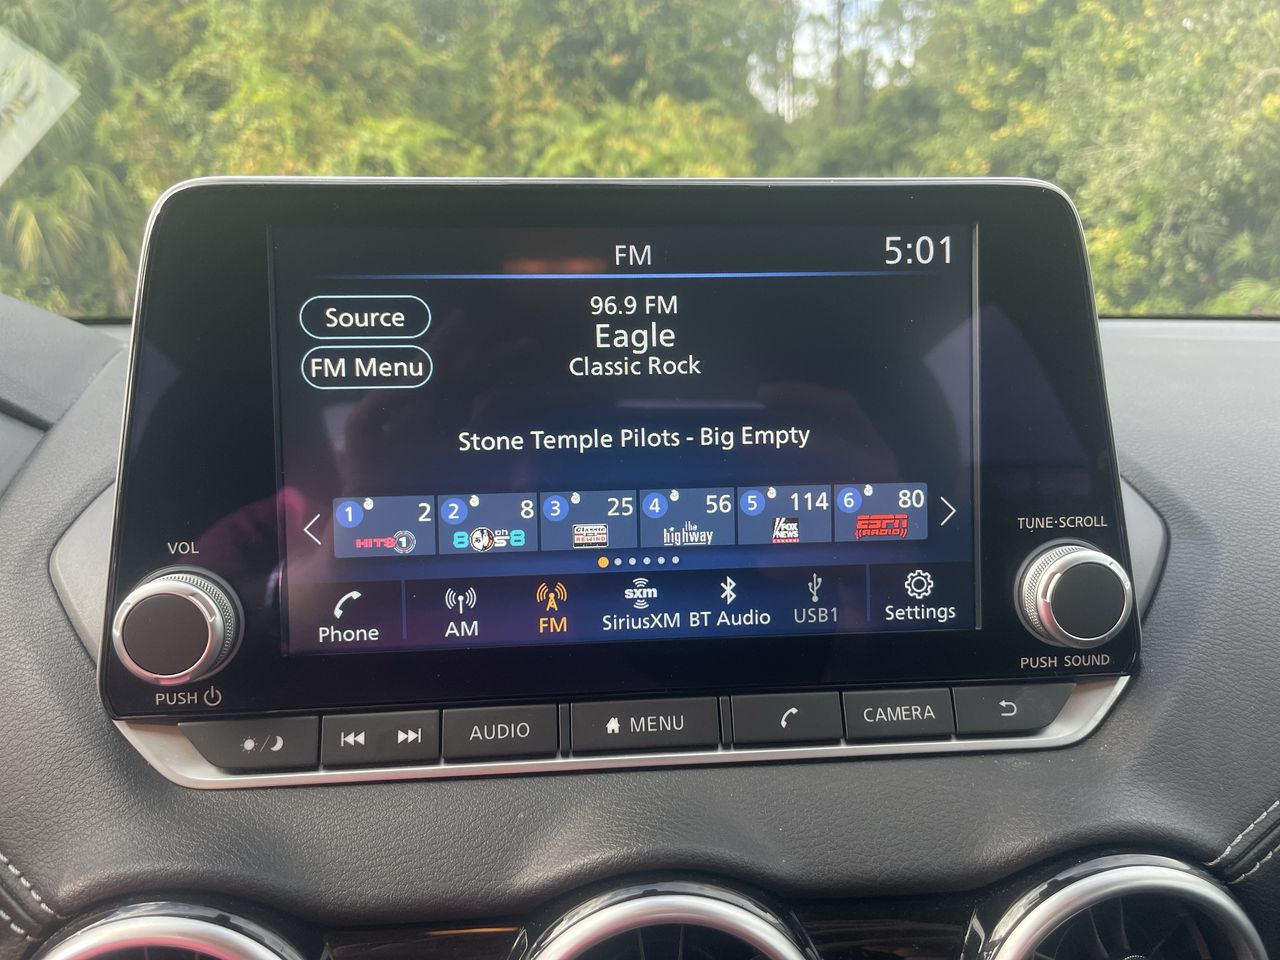 FM
5:01
Source
FM Menu
96.9 FM
Eagle
Classic Rock
Stone Temple Pilots - Big Empty
1 2
HITS 1
2 8
80s on 8
3 25
Classic REWIND
4 56
the highway
5 114
FOX NEWS channel
6 80
ESPN RADIO
Phone
AM
FM
sxm
SiriusXM
BT Audio
USB1
Settings
VOL
PUSH
TUNE·SCROLL
PUSH SOUND
AUDIO
MENU
CAMERA